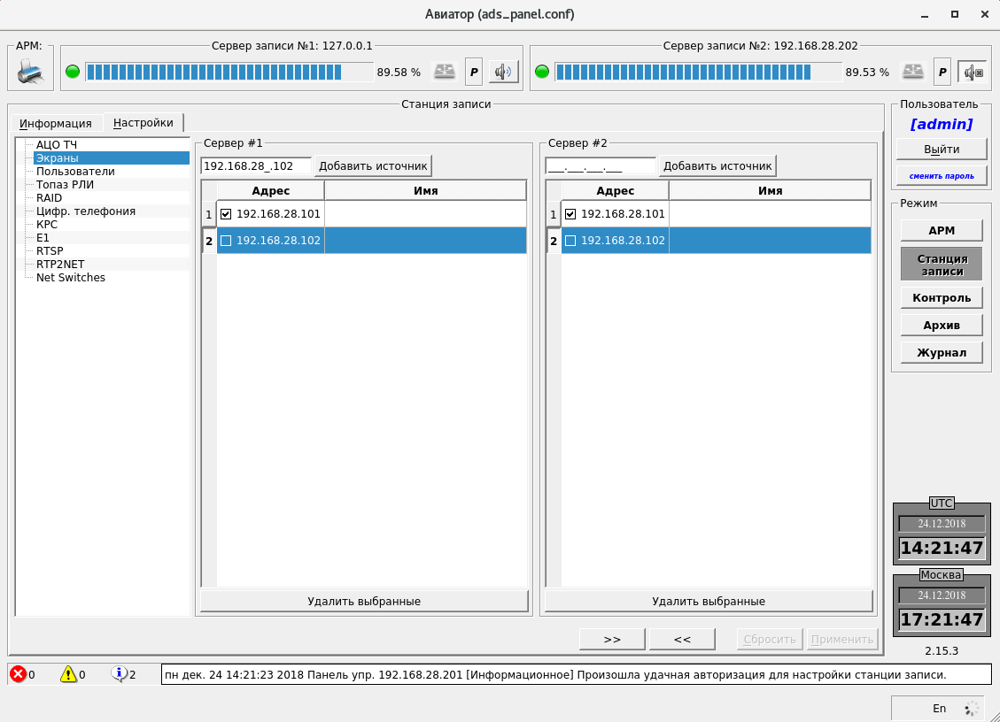 Авиатор (ads_panel.conf)
АРМ:
Сервер записи №1: 127.0.0.1
89.58 %
P
Сервер записи №2: 192.168.28.202
89.53 %
P
Станция записи
Информация
Настройки
АЦО ТЧ
Экраны
Пользователи
Топаз РЛИ
RAID
Цифр. телефония
КРС
E1
RTSP
RTP2NET
Net Switches
Сервер #1
192.168.28_.102
Добавить источник
Адрес Имя
1 192.168.28.101
2 192.168.28.102
Удалить выбранные
Сервер #2
___.___.___.___
Добавить источник
Адрес Имя
1 192.168.28.101
2 192.168.28.102
Удалить выбранные
>>
<<
Сбросить
Применить
Пользователь
[admin]
Выйти
сменить пароль
Режим
АРМ
Станция
записи
Контроль
Архив
Журнал
UTC
24.12.2018
14:21:47
Москва
24.12.2018
17:21:47
2.15.3
0
0
2
пн дек. 24 14:21:23 2018 Панель упр. 192.168.28.201 [Информационное] Произошла удачная авторизация для настройки станции записи.
En